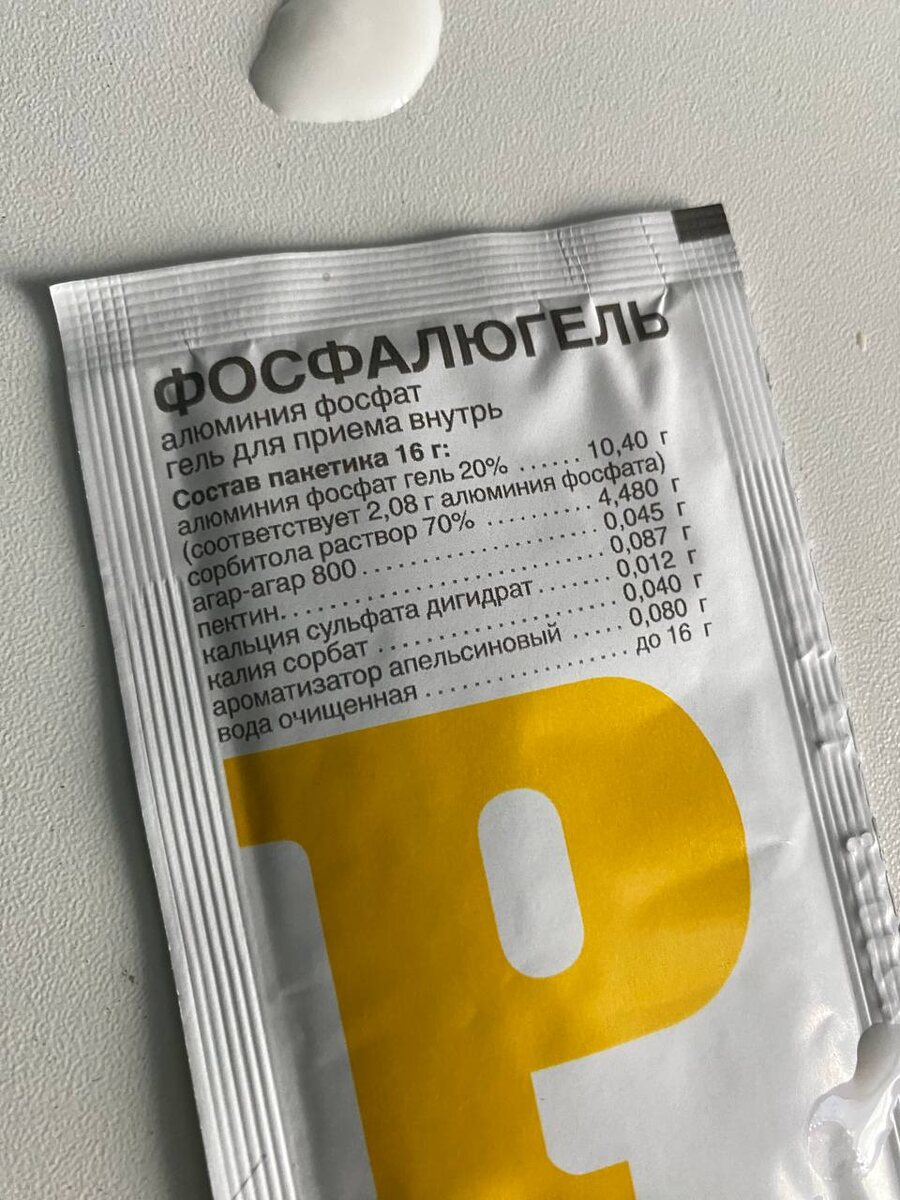 ФОСФАЛЮГЕЛЬ
алюминия фосфат
гель для приема внутрь
Состав пакетика 16 г:
алюминия фосфат гель 20% ...... 10,40 г
(соответствует 2,08 г алюминия фосфата)
сорбитола раствор 70% .......... 4,480 г
агар-агар 800 ...................... 0,045 г
пектин. ............................ 0,087 г
кальция сульфата дигидрат ....... 0,012 г
калия сорбат ...................... 0,040 г
ароматизатор апельсиновый ..... 0,080 г
вода очищенная ................... до 16 г
P